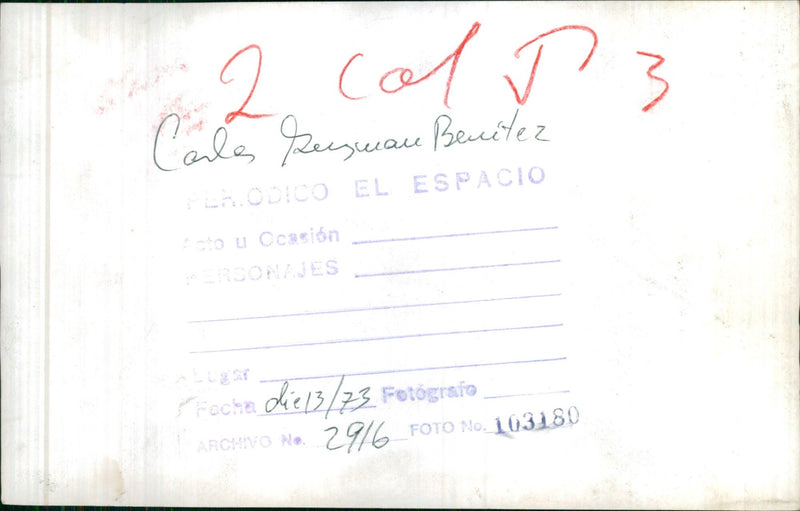 2 Col P 3
Carlos Guzman Benitez
PERIODICO EL ESPACIO
Acto u Ocasión
PERSONAJES
Lugar
Fecha dic 13/73 Fotógrafo
ARCHIVO No. 2916 FOTO No. 103180